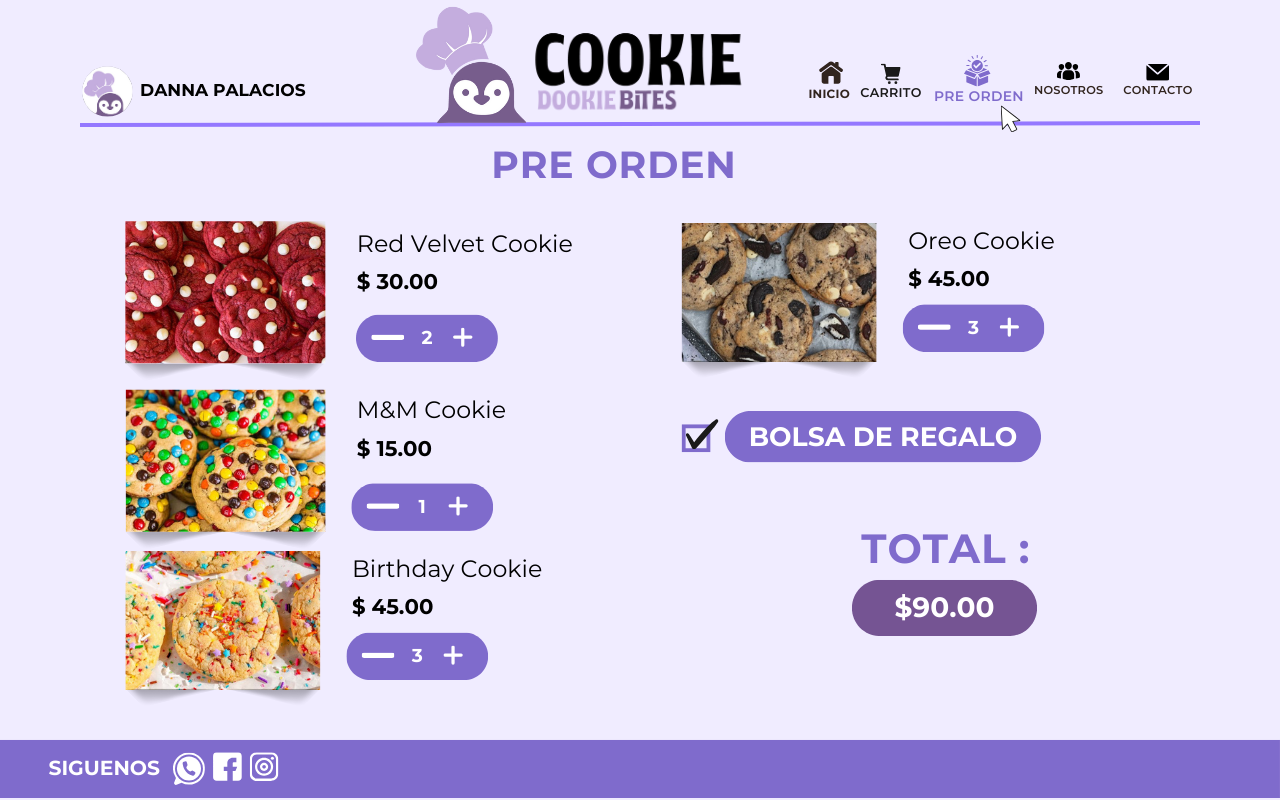 DANNA PALACIOS
COOKIE
DOOKIE BITES
INICIO
CARRITO
PRE ORDEN
NOSOTROS
CONTACTO
PRE ORDEN
Red Velvet Cookie
$ 30.00
2
M&M Cookie
$ 15.00
1
Birthday Cookie
$ 45.00
3
Oreo Cookie
$ 45.00
3
BOLSA DE REGALO
TOTAL :
$90.00
SIGUENOS